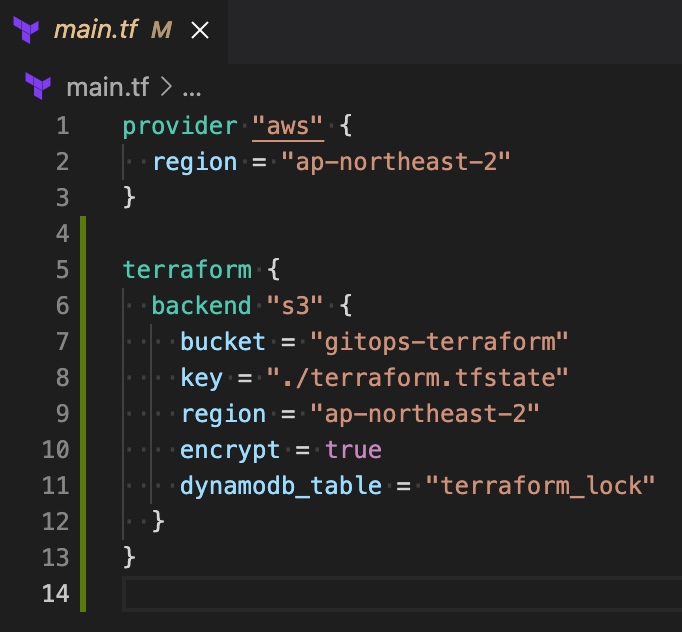 main.tf M ×
main.tf > ...
1 provider "aws" {
2 region = "ap-northeast-2"
3 }
4
5 terraform {
6 backend "s3" {
7 bucket = "gitops-terraform"
8 key = "./terraform.tfstate"
9 region = "ap-northeast-2"
10 encrypt = true
11 dynamodb_table = "terraform_lock"
12 }
13 }
14